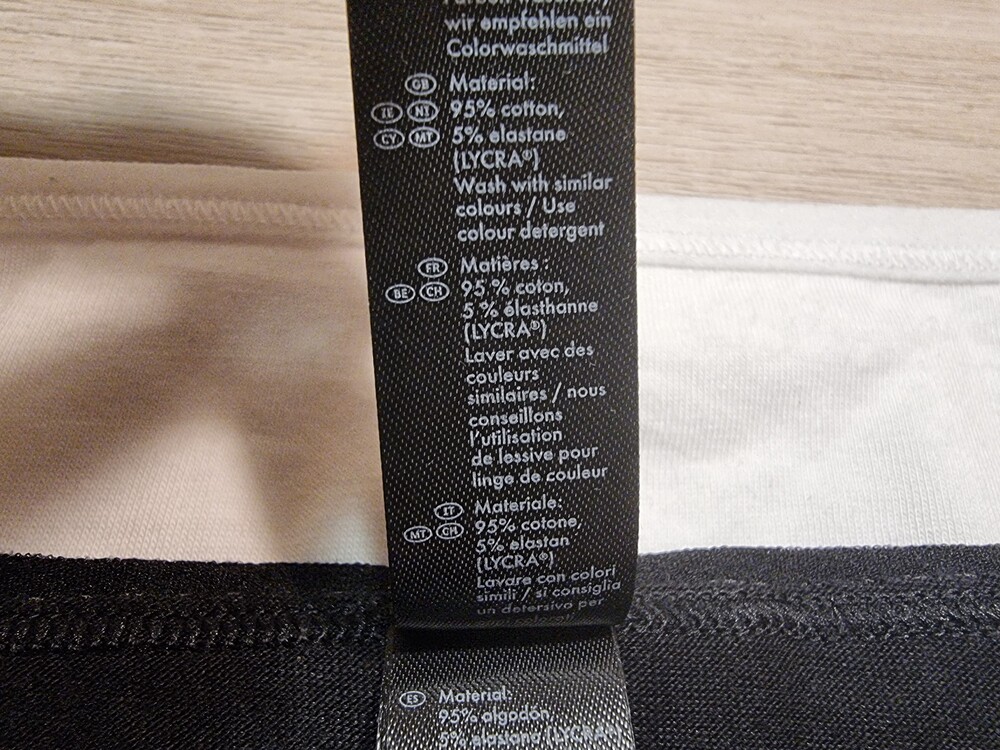 wir empfehlen ein
Colorwaschmittel
GB Material:
IE NI 95% cotton,
CY MT 5% elastane
(LYCRA®)
Wash with similar
colours / Use
colour detergent
FR Matières :
BE CH 95 % coton,
5 % élasthanne
(LYCRA®)
Laver avec des
couleurs
similaires / nous
conseillons
l'utilisation
de lessive pour
linge de couleur
IT Materiale:
MT CH 95% cotone,
5% elastan
(LYCRA®)
Lavare con colori
simili / si consiglia
un detersivo per
ES Material:
95% algodón,
5% elastano (LYCRA®)